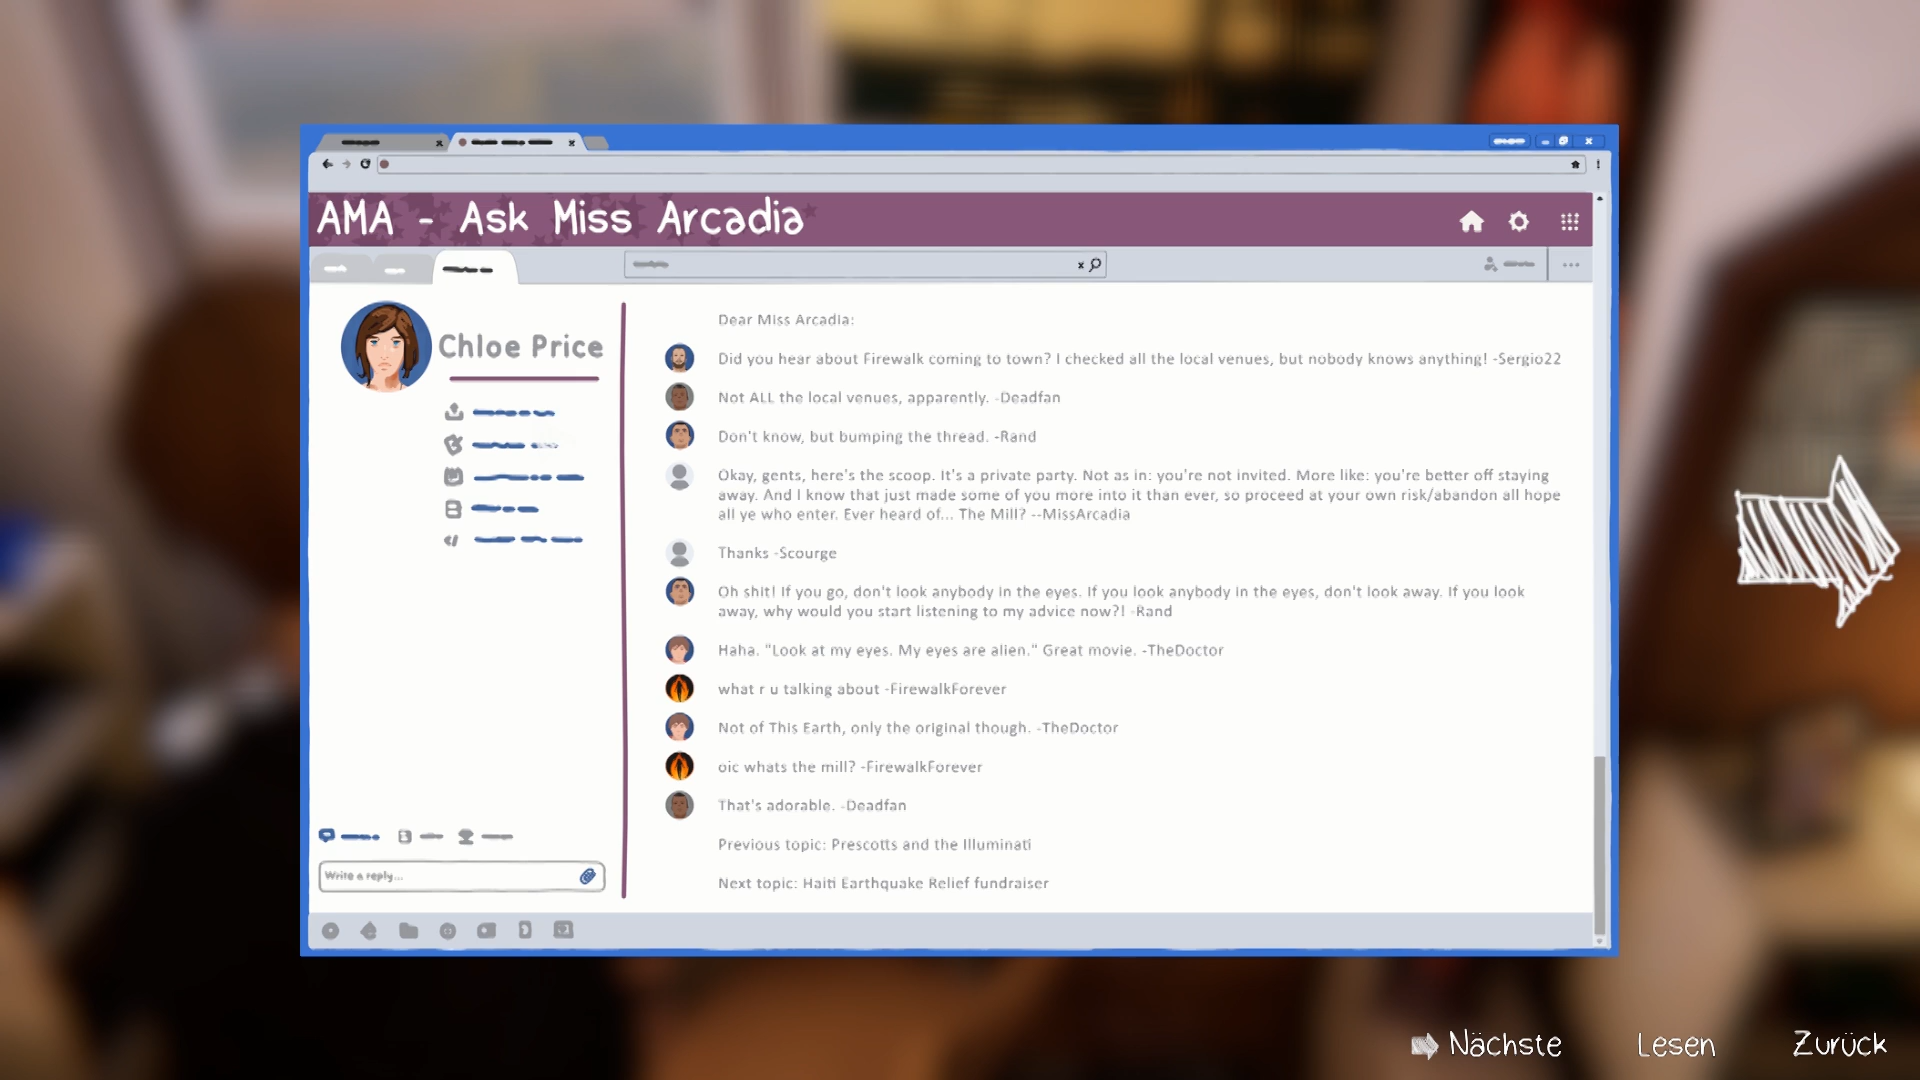 AMA - Ask Miss Arcadia
Chloe Price
Dear Miss Arcadia:
Did you hear about Firewalk coming to town? I checked all the local venues, but nobody knows anything! -Sergio22
Not ALL the local venues, apparently. -Deadfan
Don't know, but bumping the thread. -Rand
Okay, gents, here's the scoop. It's a private party. Not as in: you're not invited. More like: you're better off staying
away. And I know that just made some of you more into it than ever, so proceed at your own risk/abandon all hope
all ye who enter. Ever heard of... The Mill? --MissArcadia
Thanks -Scourge
Oh shit! If you go, don't look anybody in the eyes. If you look anybody in the eyes, don't look away. If you look
away, why would you start listening to my advice now?! -Rand
Haha. "Look at my eyes. My eyes are alien." Great movie. -TheDoctor
what r u talking about -FirewalkForever
Not of This Earth, only the original though. -TheDoctor
oic whats the mill? -FirewalkForever
That's adorable. -Deadfan
Previous topic: Prescotts and the Illuminati
Next topic: Haiti Earthquake Relief fundraiser
Write a reply...
Nächste
Lesen
Zurück